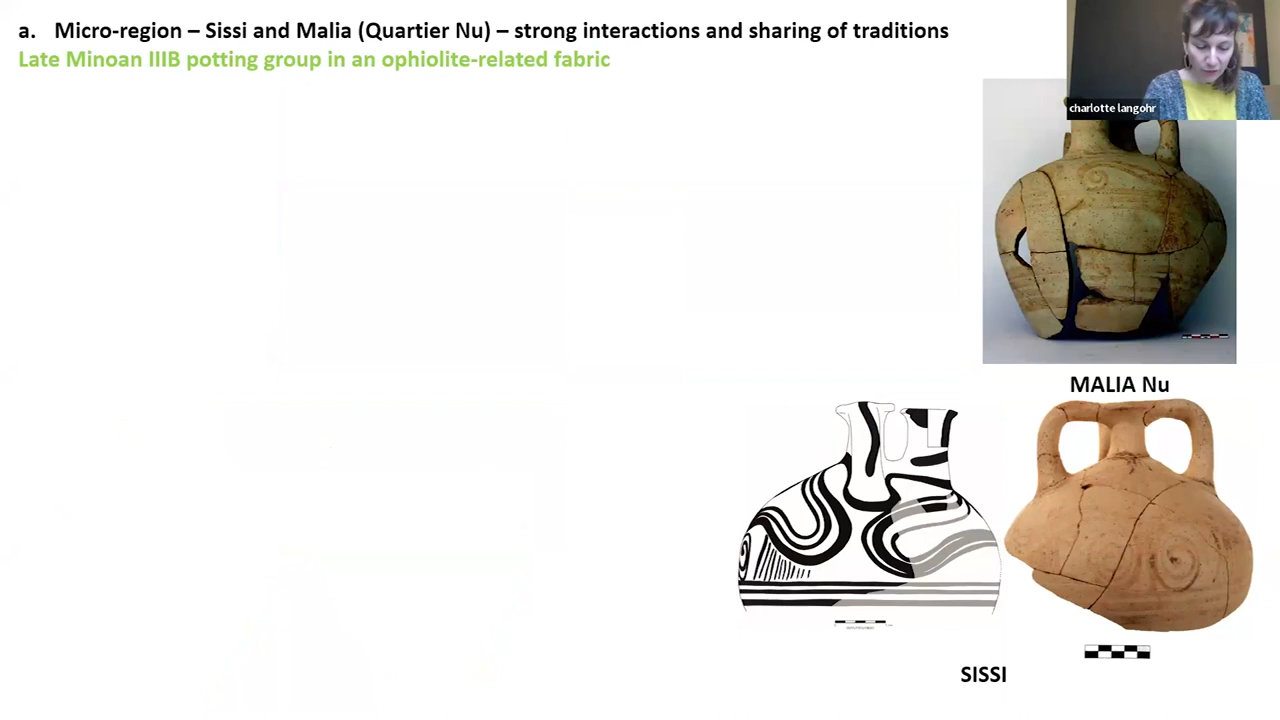 a. Micro-region – Sissi and Malia (Quartier Nu) – strong interactions and sharing of traditions
Late Minoan IIIB potting group in an ophiolite-related fabric
charlotte langohr
MALIA Nu
SISSI